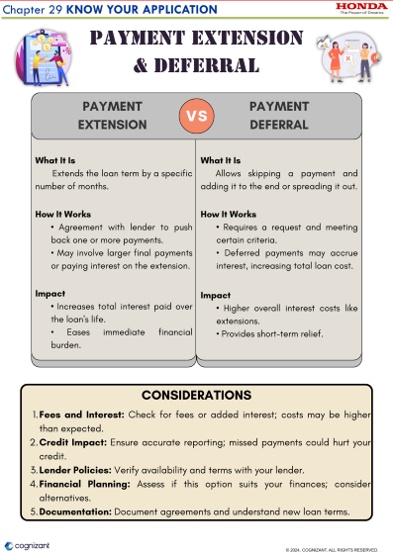 Chapter 29 KNOW YOUR APPLICATION
HONDA
The Power of Dreams
PAYMENT EXTENSION
& DEFERRAL
PAYMENT
EXTENSION
VS
PAYMENT
DEFERRAL
What It Is
Extends the loan term by a specific
number of months.
How It Works
• Agreement with lender to push
back one or more payments.
• May involve larger final payments
or paying interest on the extension.
Impact
• Increases total interest paid over
the loan's life.
• Eases immediate financial
burden.
What It Is
Allows skipping a payment and
adding it to the end or spreading it out.
How It Works
• Requires a request and meeting
certain criteria.
• Deferred payments may accrue
interest, increasing total loan cost.
Impact
• Higher overall interest costs like
extensions.
• Provides short-term relief.
CONSIDERATIONS
1. Fees and Interest: Check for fees or added interest; costs may be higher
than expected.
2. Credit Impact: Ensure accurate reporting; missed payments could hurt your
credit.
3. Lender Policies: Verify availability and terms with your lender.
4. Financial Planning: Assess if this option suits your finances; consider
alternatives.
5. Documentation: Document agreements and understand new loan terms.
cognizant
© 2024, COGNIZANT. ALL RIGHTS RESERVED.